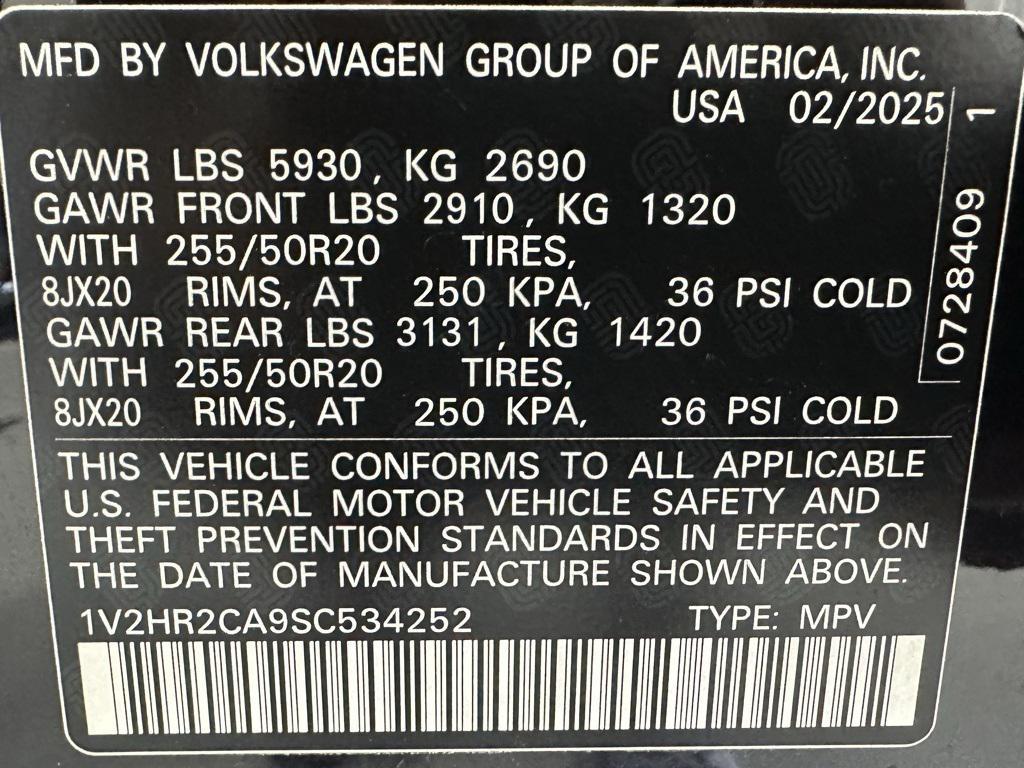 MFD BY VOLKSWAGEN GROUP OF AMERICA, INC.
USA 02/2025
GVWR LBS 5930, KG 2690
GAWR FRONT LBS 2910, KG 1320
WITH 255/50R20 TIRES,
8JX20 RIMS, AT 250 KPA, 36 PSI COLD
GAWR REAR LBS 3131, KG 1420
WITH 255/50R20 TIRES,
8JX20 RIMS, AT 250 KPA, 36 PSI COLD
0728409 1
THIS VEHICLE CONFORMS TO ALL APPLICABLE
U.S. FEDERAL MOTOR VEHICLE SAFETY AND
THEFT PREVENTION STANDARDS IN EFFECT ON
THE DATE OF MANUFACTURE SHOWN ABOVE.
1V2HR2CA9SC534252 TYPE: MPV